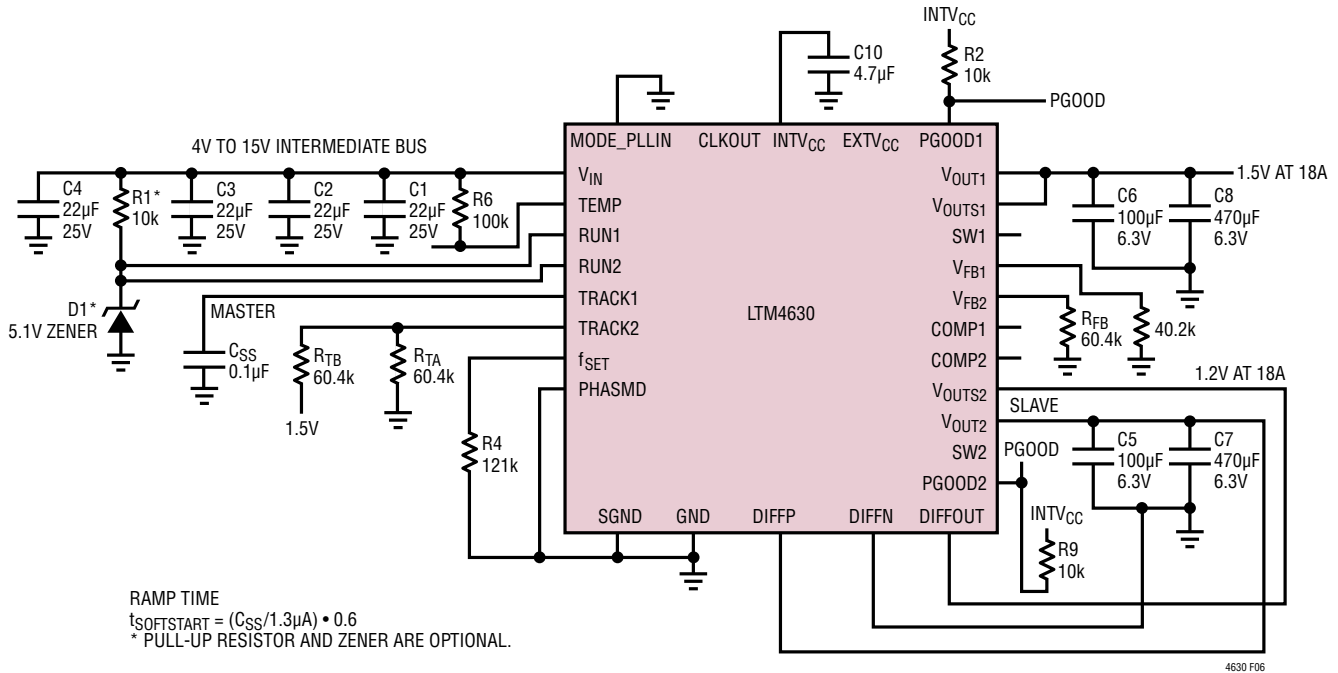 INTVCC
C10
4.7µF
R2
10k
PGOOD
4V TO 15V INTERMEDIATE BUS
MODE_PLLIN
CLKOUT
INTVCC
EXTVCC
PGOOD1
C4
22µF
25V
R1*
10k
C3
22µF
25V
C2
22µF
25V
C1
22µF
25V
R6
100k
VIN
TEMP
RUN1
RUN2
TRACK1
TRACK2
fSET
PHASMD
LTM4630
VOUT1
VOUTS1
SW1
VFB1
VFB2
COMP1
COMP2
VOUTS2
VOUT2
SW2
PGOOD2
1.5V AT 18A
C6
100µF
6.3V
C8
470µF
6.3V
D1*
5.1V ZENER
MASTER
CSS
0.1µF
RTB
60.4k
1.5V
RTA
60.4k
R4
121k
RFB
60.4k
40.2k
1.2V AT 18A
SLAVE
PGOOD
C5
100µF
6.3V
C7
470µF
6.3V
SGND
GND
DIFFP
DIFFN
DIFFOUT
INTVCC
R9
10k
RAMP TIME
tSOFTSTART = (CSS/1.3µA) • 0.6
* PULL-UP RESISTOR AND ZENER ARE OPTIONAL.
4630 F06